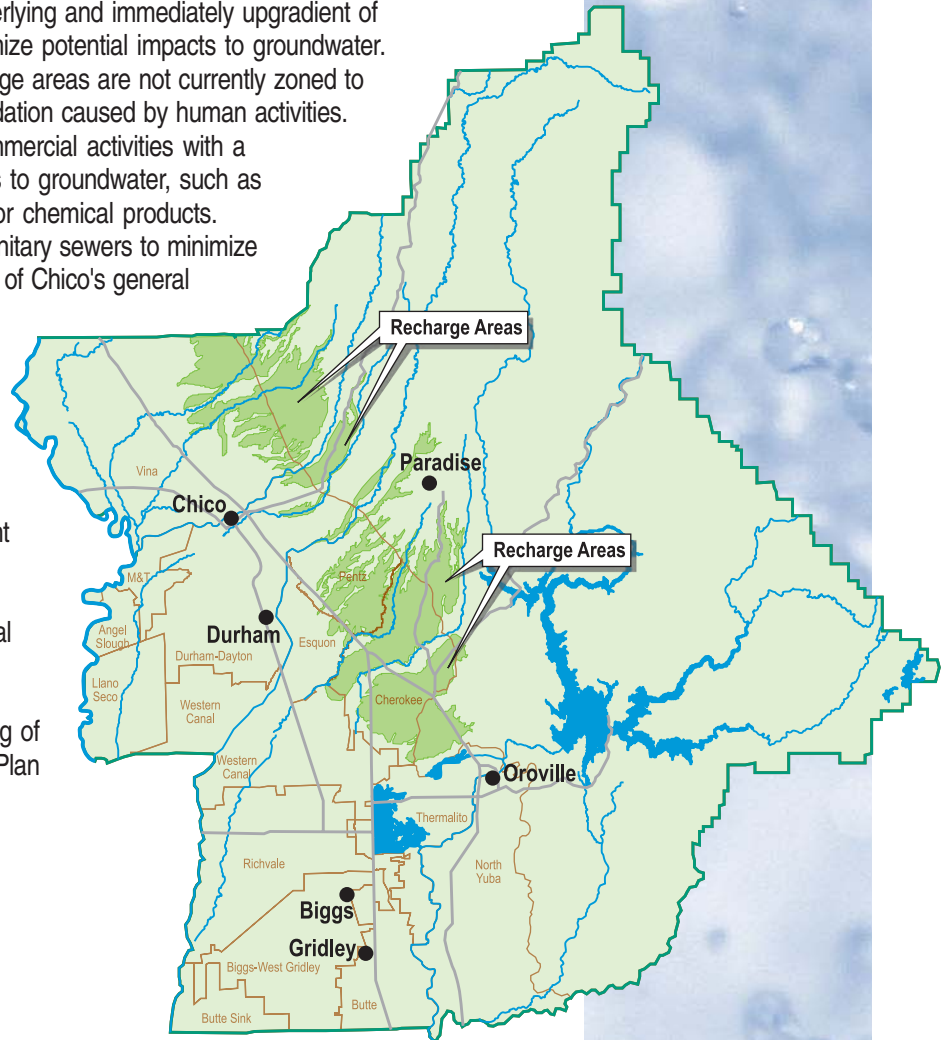 erlying and immediately upgradient of
nize potential impacts to groundwater.
ge areas are not currently zoned to
dation caused by human activities.
mmercial activities with a
s to groundwater, such as
or chemical products.
nitary sewers to minimize
of Chico's general
nt
al
g of
Plan
Recharge Areas
Vina
Paradise
Chico
Recharge Areas
M&T
Pentz
Angel
Slough
Durham
Esquon
Durham-Dayton
Llano
Seco
Western
Canal
Cherokee
Western
Canal
Oroville
Thermalito
Richvale
North
Yuba
Biggs
Gridley
Biggs-West Gridley
Butte
Butte Sink